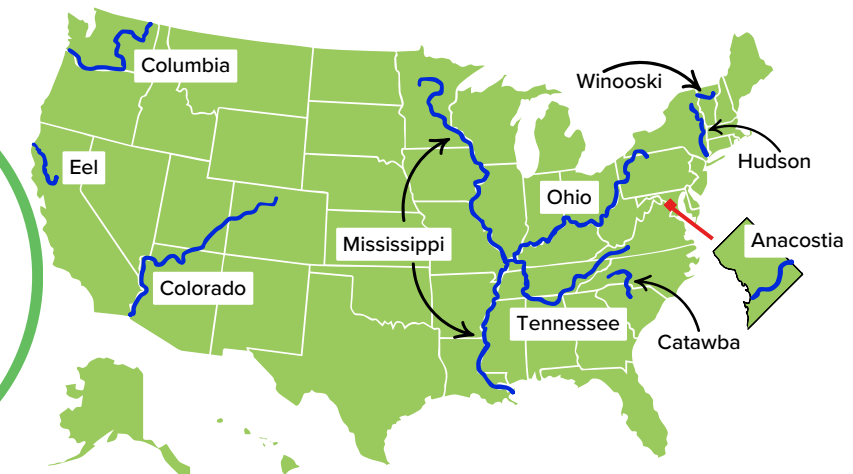 Columbia
Winooski
Eel
Hudson
Ohio
Mississippi
Anacostia
Colorado
Tennessee
Catawba